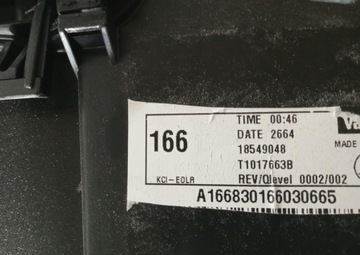 TIME 00:46
DATE 2664
166
18549048
MADE
T1017663B
KCI-EOLR
REV/Qlevel 0002/002
A166830166030665